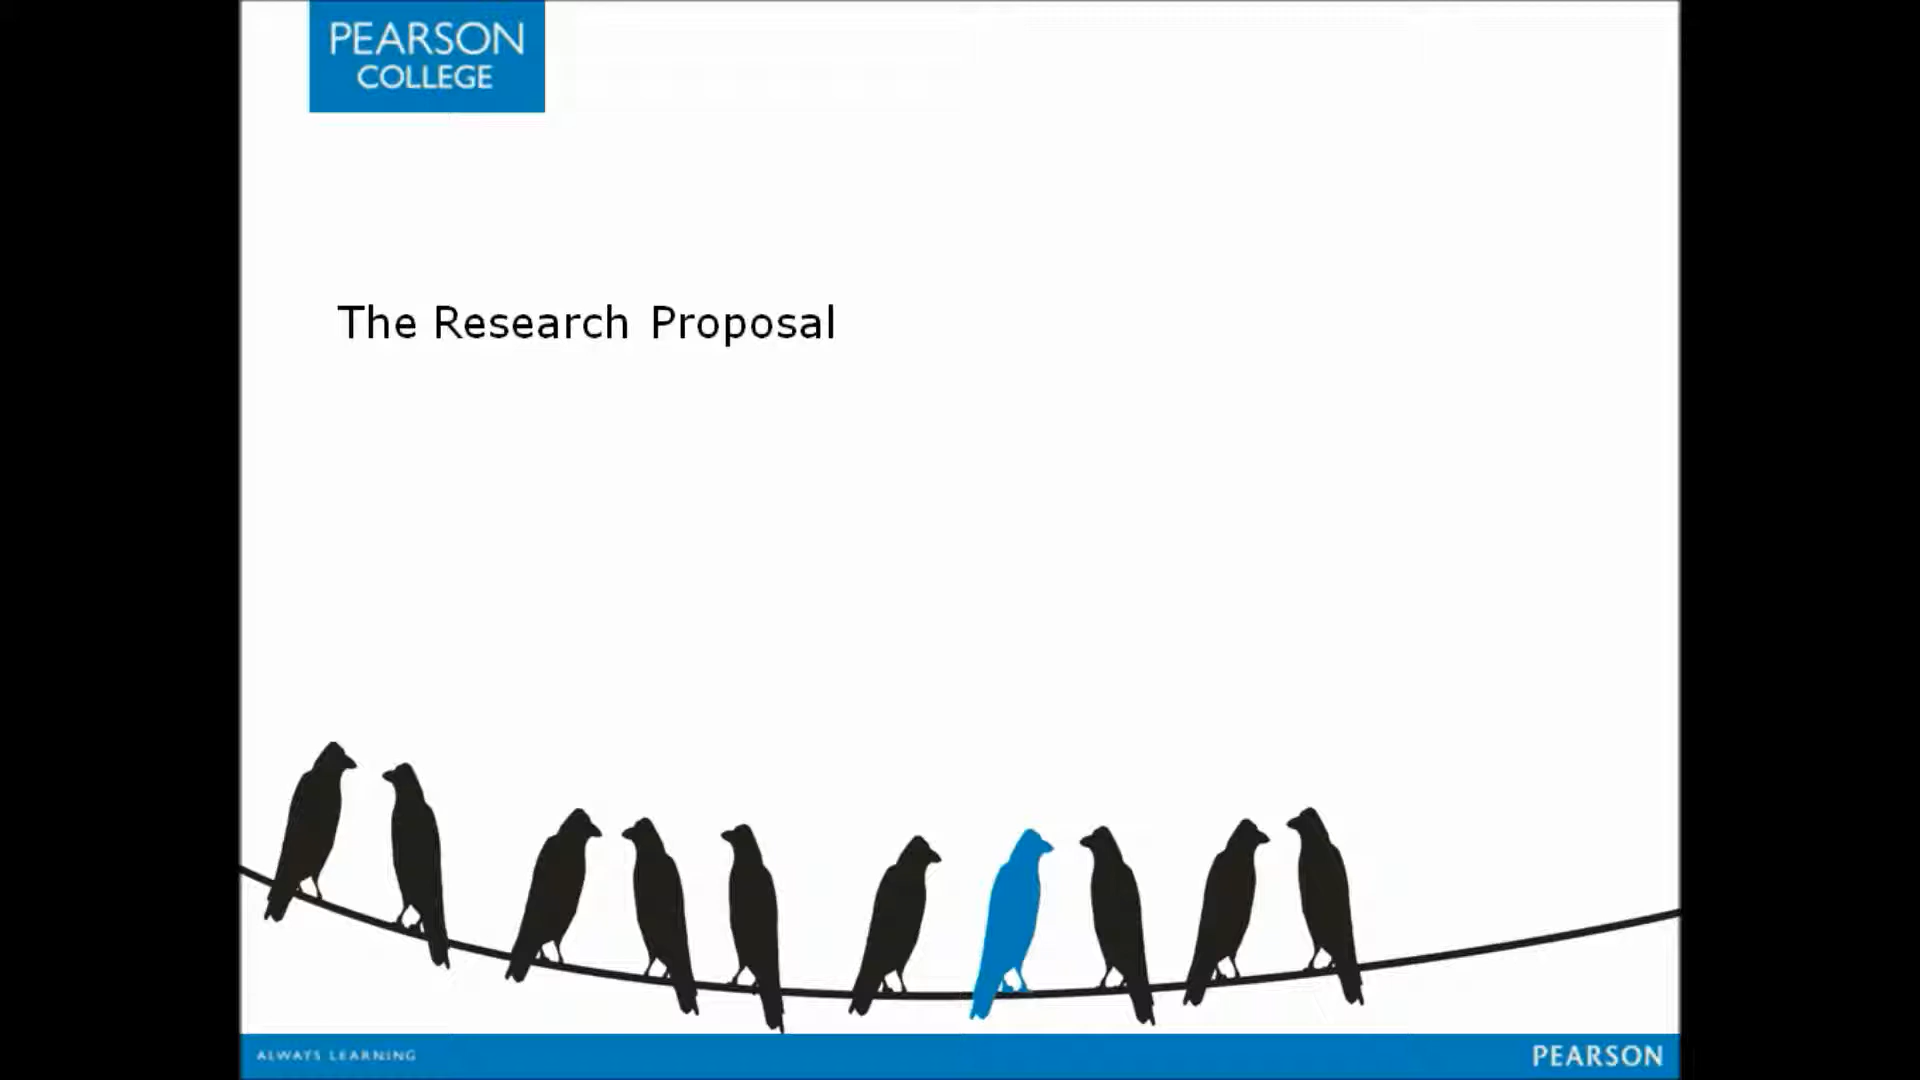 PEARSON
COLLEGE
The Research Proposal
ALWAYS LEARNING
PEARSON